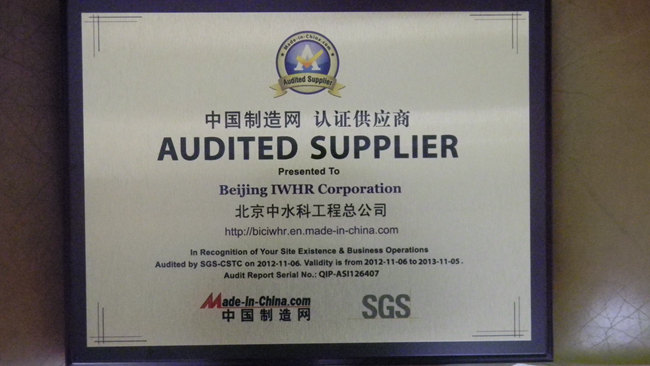 Made-in-China.com
Audited Supplier
中国制造网 认证供应商
AUDITED SUPPLIER
Presented To
Beijing IWHR Corporation
北京中水科工程总公司
http://biciwhr.en.made-in-china.com
In Recognition of Your Site Existence & Business Operations
Audited by SGS-CSTC on 2012-11-06. Validity is from 2012-11-06 to 2013-11-05.
Audit Report Serial No.: QIP-ASI126407
Made-in-China.com
中国制造网
SGS